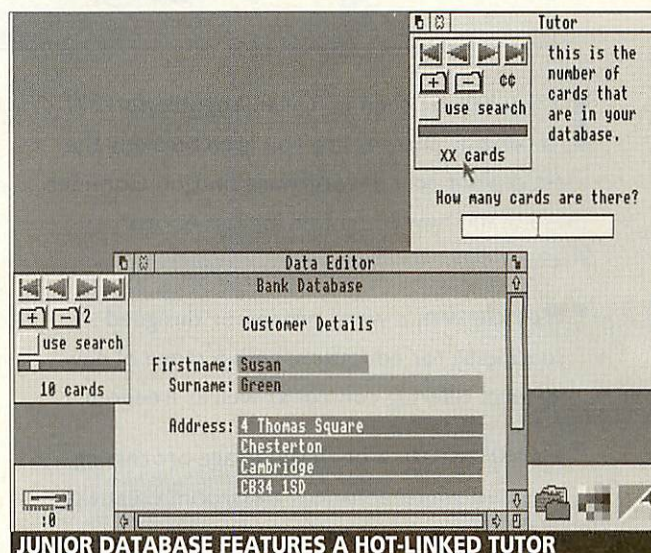 Tutor
this is the
number of
cards that
are in your
database.
¢¢
use search
XX cards
How many cards are there?
Data Editor
Bank Database
2
use search
10 cards
Customer Details
Firstname: Susan
Surname: Green
Address: 4 Thomas Square
Chesterton
Cambridge
CB34 1SD
:0
JUNIOR DATABASE FEATURES A HOT-LINKED TUTOR